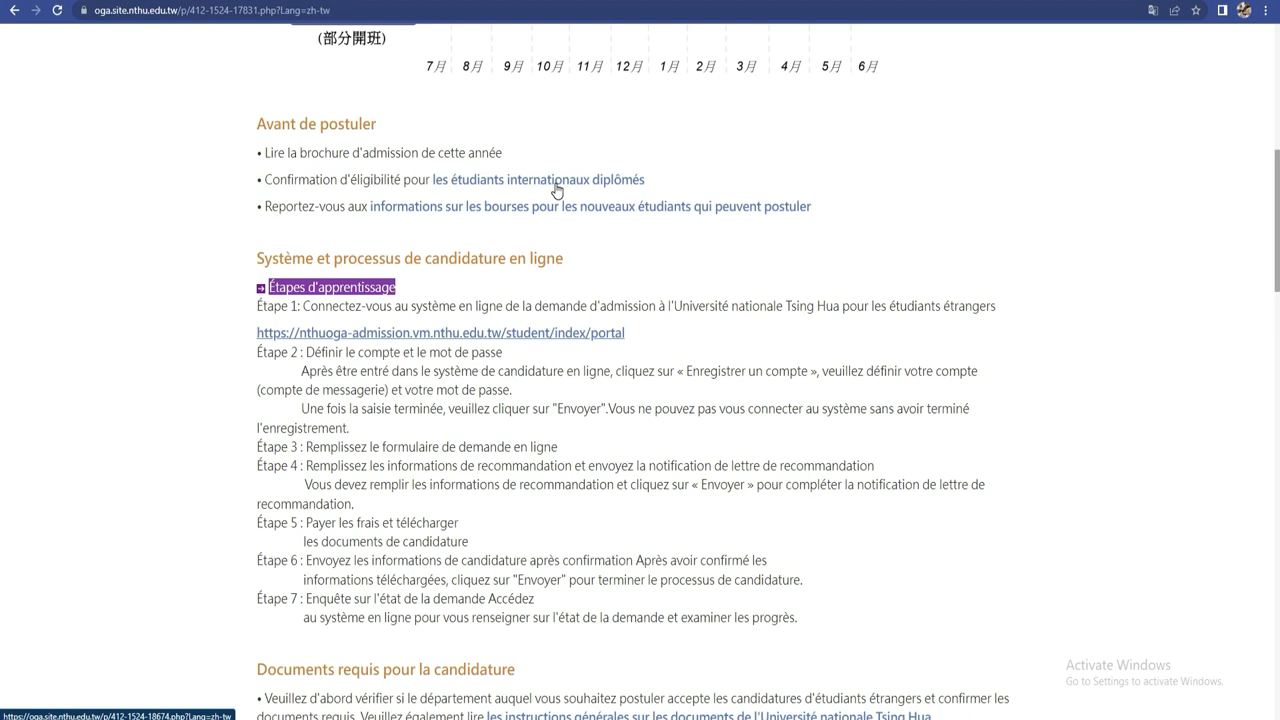 oga.site.nthu.edu.tw/p/412-1524-17831.php?Lang=zh-tw
(部分開班)
7月 8月 9月 10月 11月 12月 1月 2月 3月 4月 5月 6月
Avant de postuler
• Lire la brochure d'admission de cette année
• Confirmation d'éligibilité pour les étudiants internationaux diplômés
• Reportez-vous aux informations sur les bourses pour les nouveaux étudiants qui peuvent postuler
Système et processus de candidature en ligne
Étapes d'apprentissage
Étape 1: Connectez-vous au système en ligne de la demande d'admission à l'Université nationale Tsing Hua pour les étudiants étrangers
https://nthuoga-admission.vm.nthu.edu.tw/student/index/portal
Étape 2 : Définir le compte et le mot de passe
Après être entré dans le système de candidature en ligne, cliquez sur « Enregistrer un compte », veuillez définir votre compte
(compte de messagerie) et votre mot de passe.
Une fois la saisie terminée, veuillez cliquer sur "Envoyer".Vous ne pouvez pas vous connecter au système sans avoir terminé
l'enregistrement.
Étape 3 : Remplissez le formulaire de demande en ligne
Étape 4 : Remplissez les informations de recommandation et envoyez la notification de lettre de recommandation
Vous devez remplir les informations de recommandation et cliquez sur « Envoyer » pour compléter la notification de lettre de
recommandation.
Étape 5 : Payer les frais et télécharger
les documents de candidature
Étape 6 : Envoyez les informations de candidature après confirmation Après avoir confirmé les
informations téléchargées, cliquez sur "Envoyer" pour terminer le processus de candidature.
Étape 7 : Enquête sur l'état de la demande Accédez
au système en ligne pour vous renseigner sur l'état de la demande et examiner les progrès.
Documents requis pour la candidature
• Veuillez d'abord vérifier si le département auquel vous souhaitez postuler accepte les candidatures d'étudiants étrangers et confirmer les
documents requis. Veuillez également lire les instructions générales sur les documents de l'Université nationale Tsing Hua
Activate Windows
Go to Settings to activate Windows.
https://oga.site.nthu.edu.tw/p/412-1524-18674.php?Lang=zh-tw